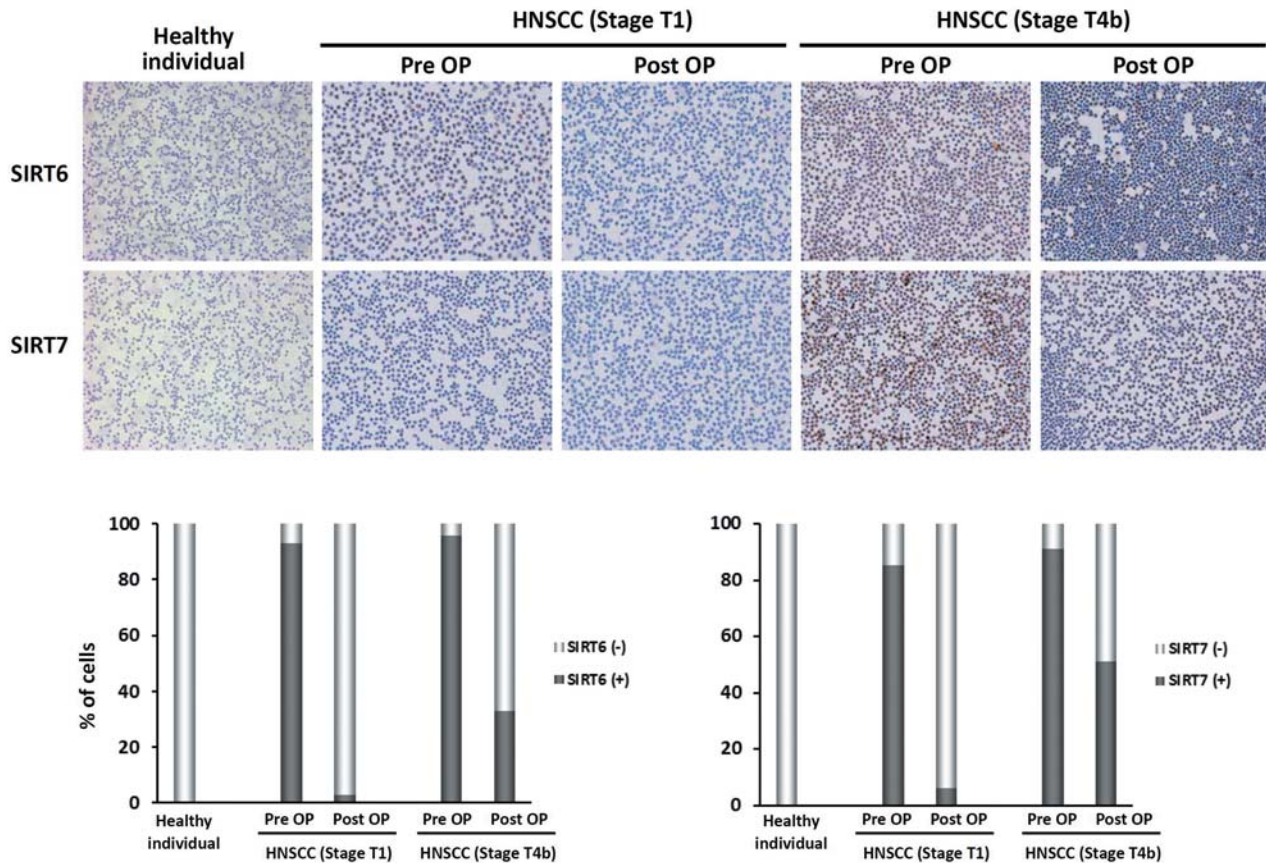 HNSCC (Stage T1)
HNSCC (Stage T4b)
Healthy
individual
Pre OP
Post OP
Pre OP
Post OP
SIRT6
SIRT7
100
80
60
40
20
0
% of cells
SIRT6 (-)
SIRT6 (+)
Healthy
individual
Pre OP Post OP
HNSCC (Stage T1)
Pre OP Post OP
HNSCC (Stage T4b)
100
80
60
40
20
0
SIRT7 (-)
SIRT7 (+)
Healthy
individual
Pre OP Post OP
HNSCC (Stage T1)
Pre OP Post OP
HNSCC (Stage T4b)